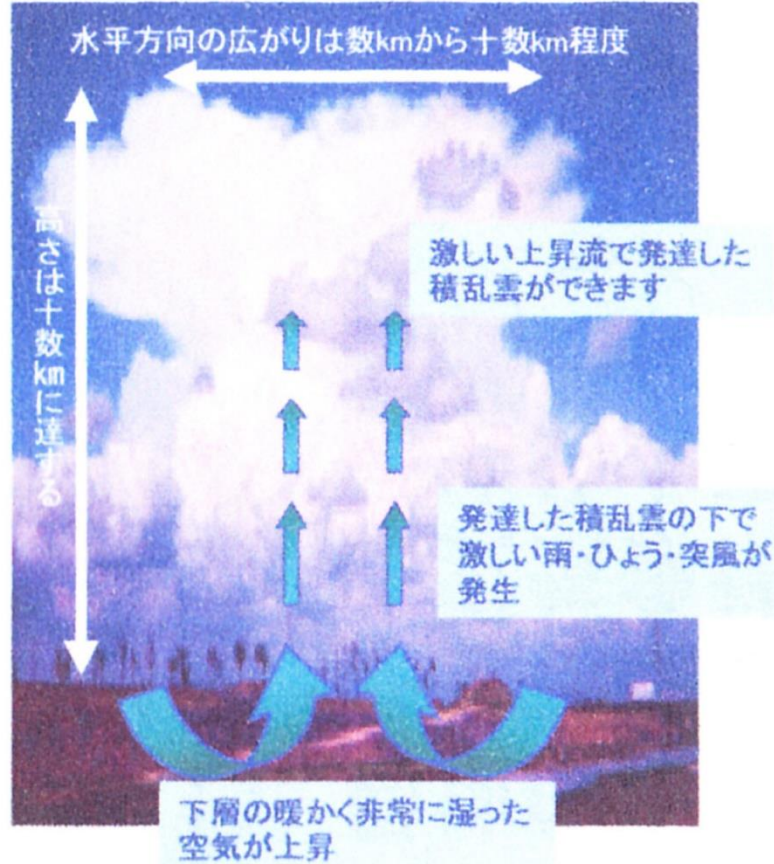 水平方向の広がりは数kmから十数km程度
高さは十数kmに達する
激しい上昇流で発達した
積乱雲ができます
発達した積乱雲の下で
激しい雨・ひょう・突風が
発生
下層の暖かく非常に湿った
空気が上昇